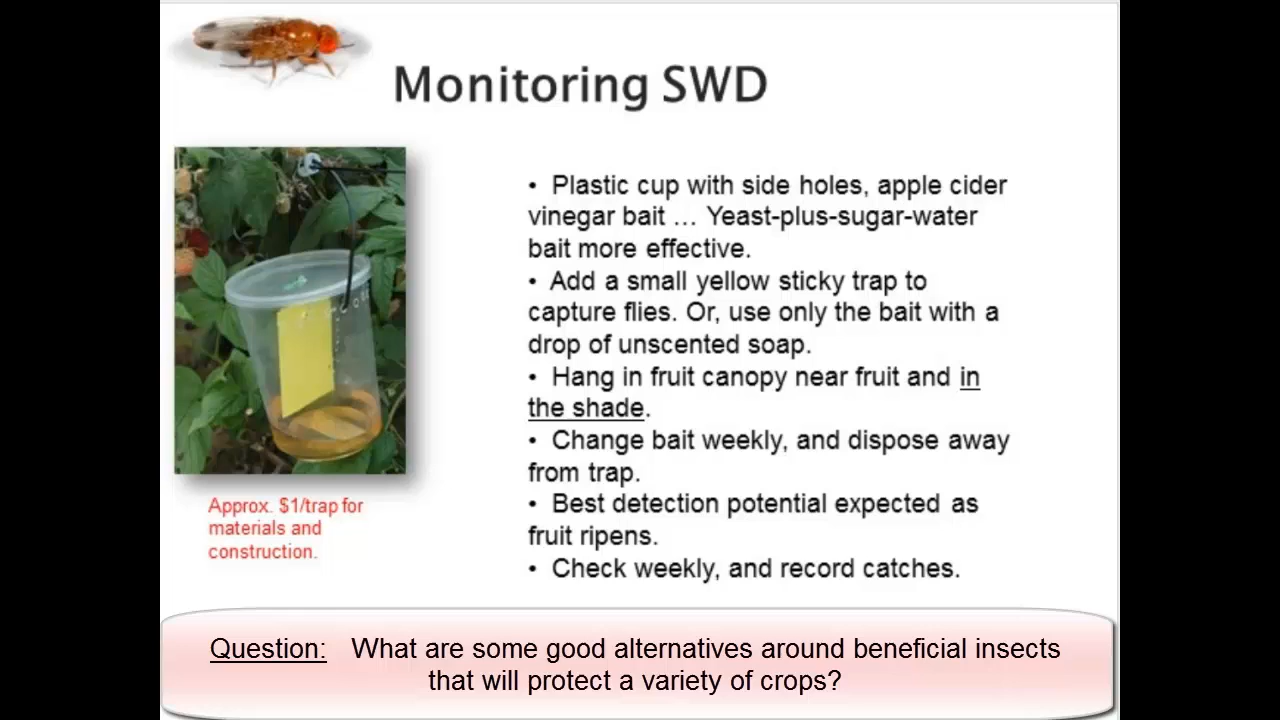 Monitoring SWD
• Plastic cup with side holes, apple cider
vinegar bait … Yeast-plus-sugar-water
bait more effective.
• Add a small yellow sticky trap to
capture flies. Or, use only the bait with a
drop of unscented soap.
• Hang in fruit canopy near fruit and in
the shade.
• Change bait weekly, and dispose away
from trap.
• Best detection potential expected as
fruit ripens.
• Check weekly, and record catches.
Approx. $1/trap for
materials and
construction.
Question: What are some good alternatives around beneficial insects
that will protect a variety of crops?